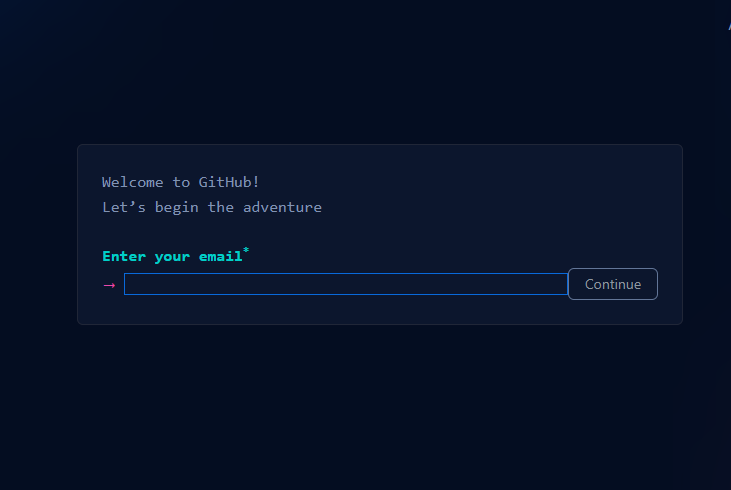 Welcome to GitHub!
Let’s begin the adventure
Enter your email*
→
Continue